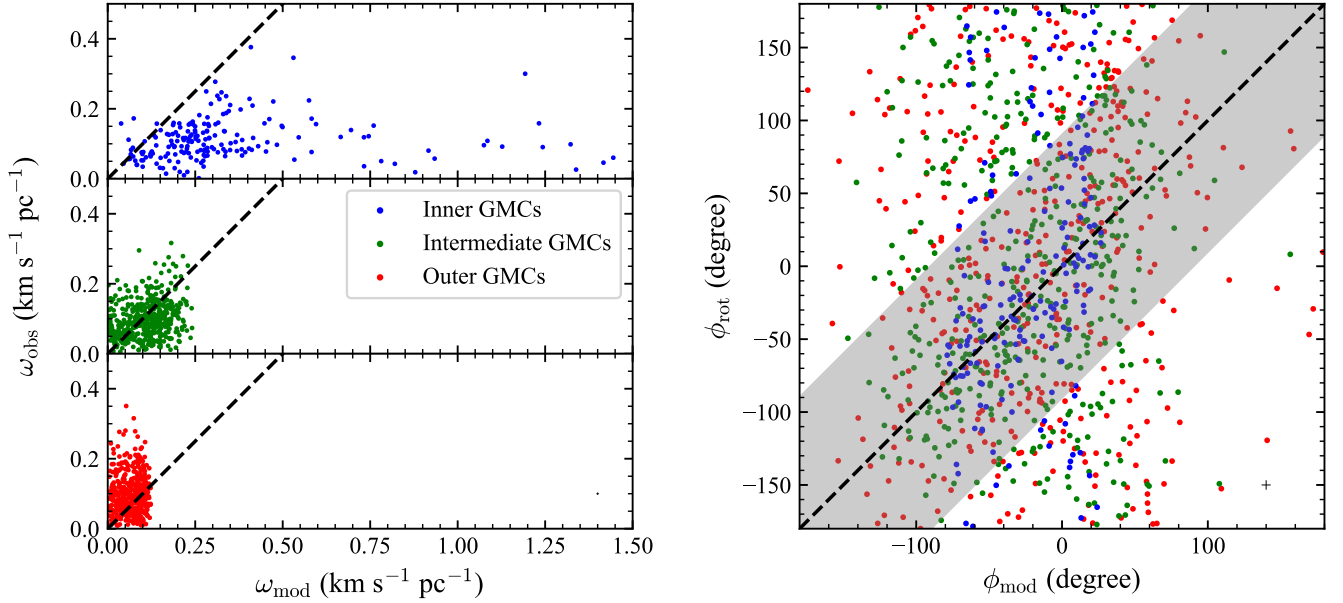 0.4
0.2
0.0
0.4
0.2
0.0
0.4
0.2
0.0
ω_obs (km s⁻¹ pc⁻¹)
Inner GMCs
Intermediate GMCs
Outer GMCs
0.00 0.25 0.50 0.75 1.00 1.25 1.50
ω_mod (km s⁻¹ pc⁻¹)
150
100
50
0
−50
−100
−150
ϕ_rot (degree)
−100 0 100
ϕ_mod (degree)